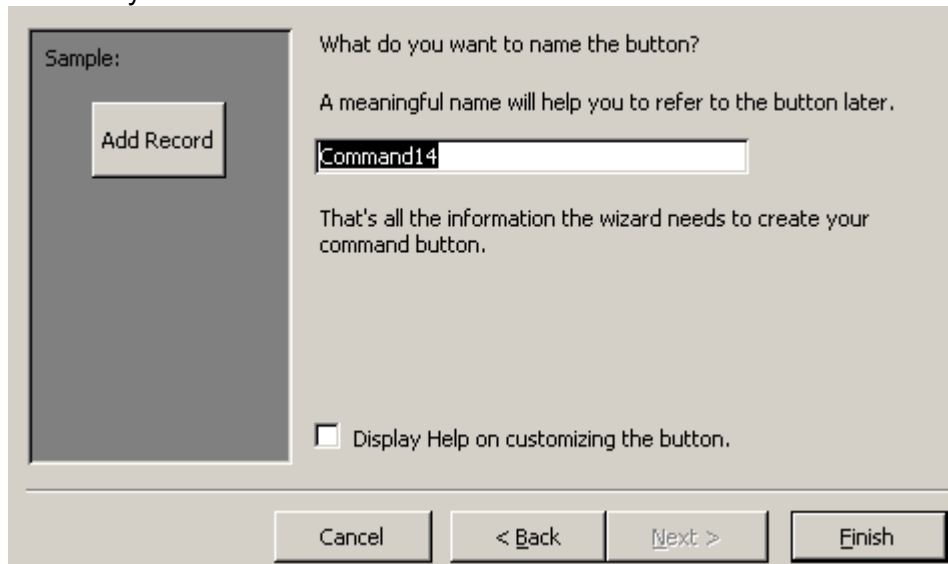 Sample:
Add Record
What do you want to name the button?
A meaningful name will help you to refer to the button later.
Command14
That's all the information the wizard needs to create your
command button.
Display Help on customizing the button.
Cancel
< Back
Next >
Finish